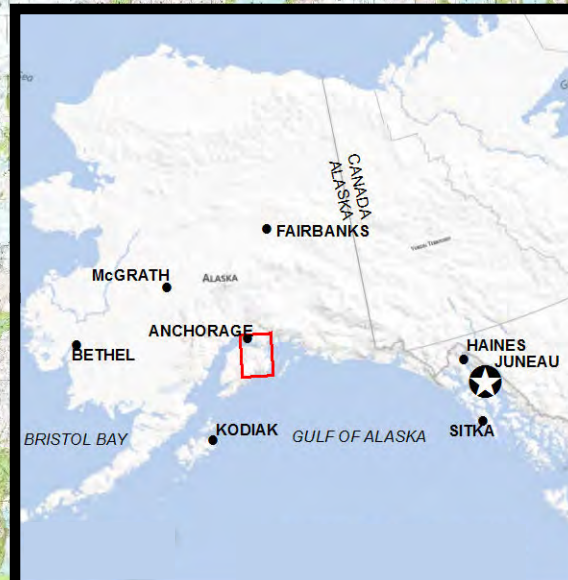 CANADA
ALASKA
FAIRBANKS
McGRATH
ALASKA
ANCHORAGE
BETHEL
HAINES
JUNEAU
KODIAK
SITKA
BRISTOL BAY
GULF OF ALASKA